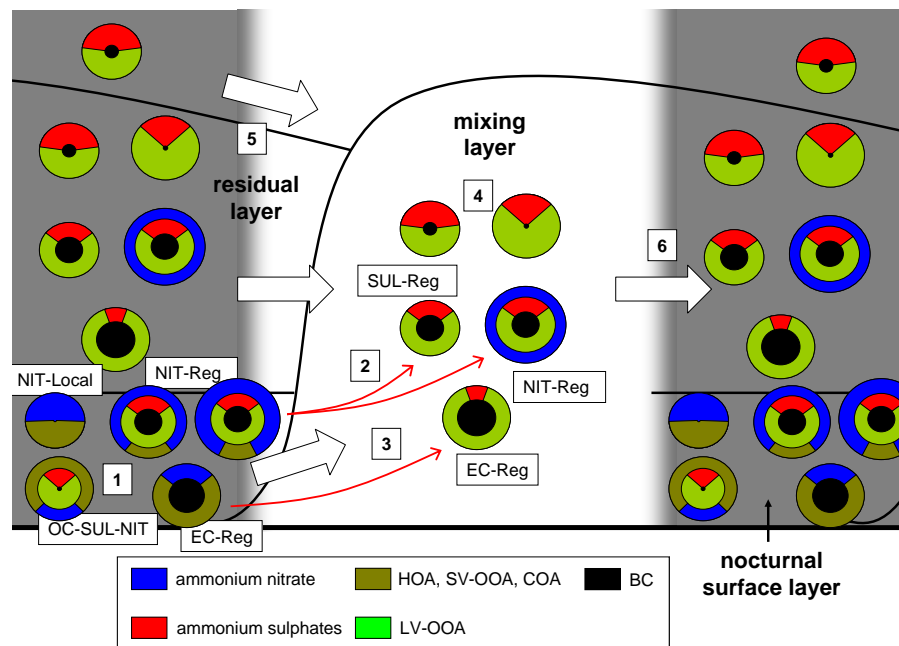 5
residual
layer
mixing
layer
4
SUL-Reg
6
NIT-Local
NIT-Reg
2
NIT-Reg
3
EC-Reg
1
OC-SUL-NIT
EC-Reg
nocturnal
surface layer
ammonium nitrate
HOA, SV-OOA, COA
BC
ammonium sulphates
LV-OOA